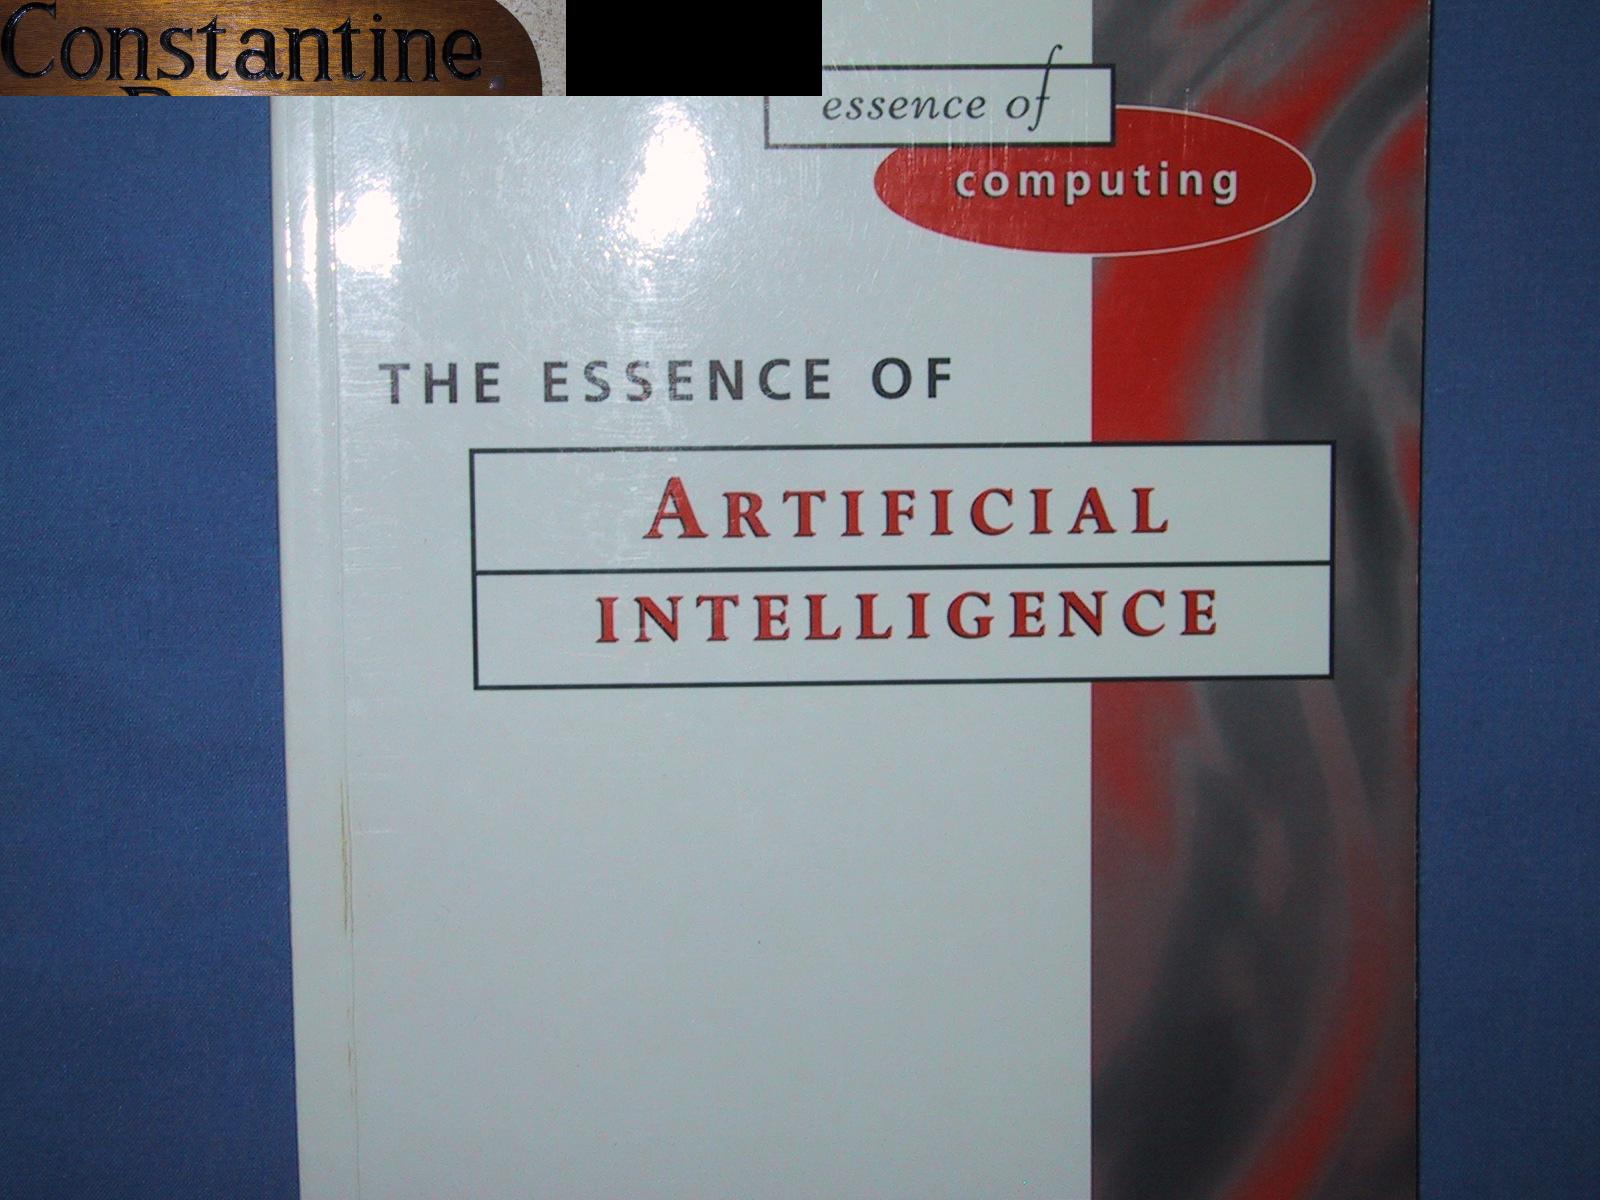 Constantine
essence of
computing
THE ESSENCE OF
ARTIFICIAL
INTELLIGENCE